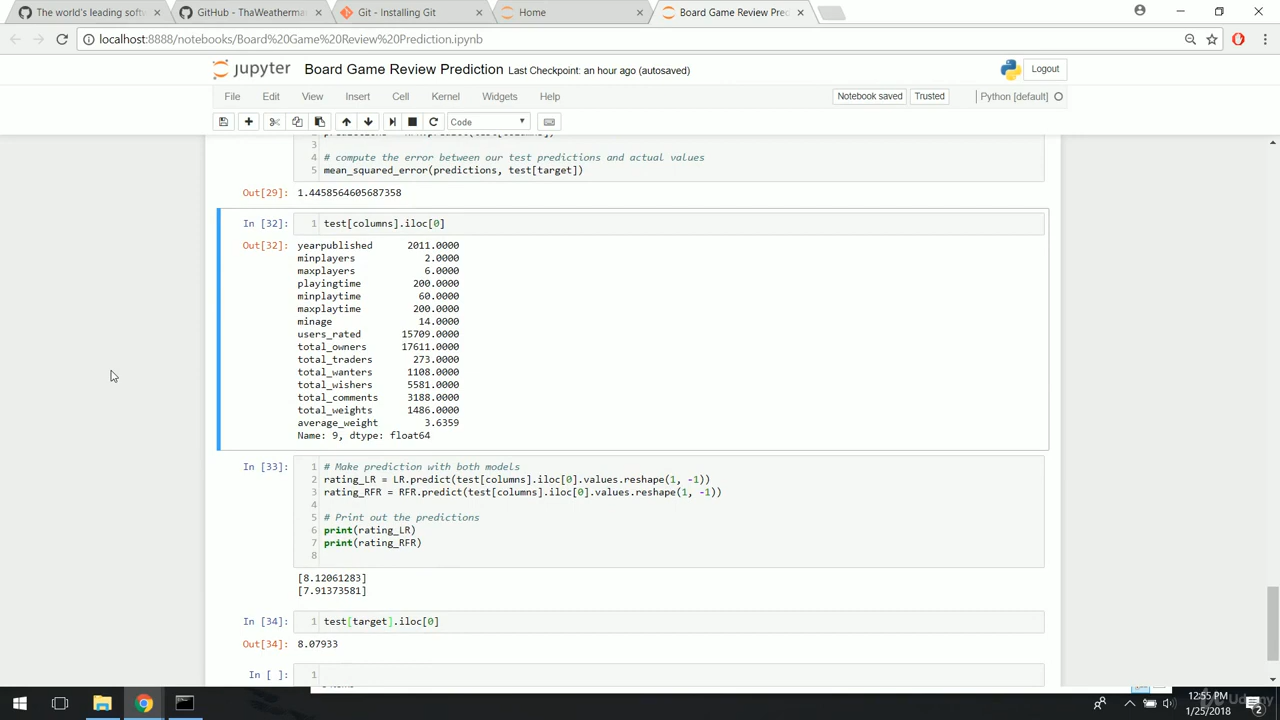 The world's leading softw
GitHub - ThaWeatherma
Git - Installing Git
Home
Board Game Review Prec
localhost:8888/notebooks/Board%20Game%20Review%20Prediction.ipynb
jupyter
Board Game Review Prediction Last Checkpoint: an hour ago (autosaved)
Logout
File Edit View Insert Cell Kernel Widgets Help
Notebook saved Trusted Python [default]
Code
3
4 # compute the error between our test predictions and actual values
5 mean_squared_error(predictions, test[target])
Out[29]: 1.4458564605687358
In [32]: 1 test[columns].iloc[0]
Out[32]: yearpublished 2011.0000
minplayers 2.0000
maxplayers 6.0000
playingtime 200.0000
minplaytime 60.0000
maxplaytime 200.0000
minage 14.0000
users_rated 15709.0000
total_owners 17611.0000
total_traders 273.0000
total_wanters 1108.0000
total_wishers 5581.0000
total_comments 3188.0000
total_weights 1486.0000
average_weight 3.6359
Name: 9, dtype: float64
In [33]: 1 # Make prediction with both models
2 rating_LR = LR.predict(test[columns].iloc[0].values.reshape(1, -1))
3 rating_RFR = RFR.predict(test[columns].iloc[0].values.reshape(1, -1))
4
5 # Print out the predictions
6 print(rating_LR)
7 print(rating_RFR)
8
[8.12061283]
[7.91373581]
In [34]: 1 test[target].iloc[0]
Out[34]: 8.07933
In [ ]: 1
12:55 PM
1/25/2018
2
Udemy